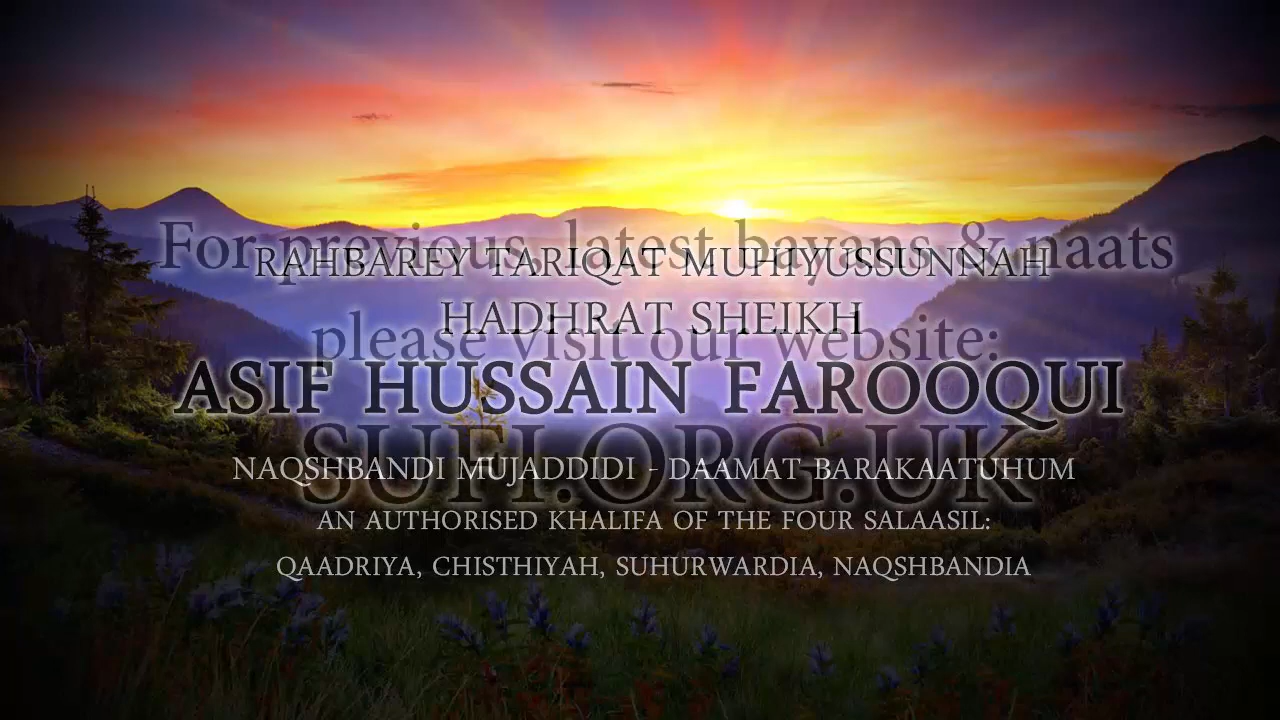 For previous, latest bayans & naats
RAHBAREY TARIQAT MUHIYUSSUNNAH
HADHRAT SHEIKH
please visit our website:
ASIF HUSSAIN FAROOQUI
SUFI.ORG.UK
NAQSHBANDI MUJADDIDI - DAAMAT BARAKAATUHUM
AN AUTHORISED KHALIFA OF THE FOUR SALAASIL:
QAADRIYA, CHISTHIYAH, SUHURWARDIA, NAQSHBANDIA